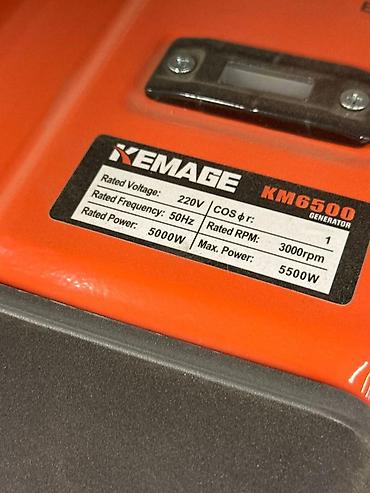 KEMAGE
KM6500
GENERATOR
Rated Voltage: 220V
COS ϕ r: 1
Rated Frequency: 50Hz
Rated RPM: 3000rpm
Rated Power: 5000W
Max. Power: 5500W